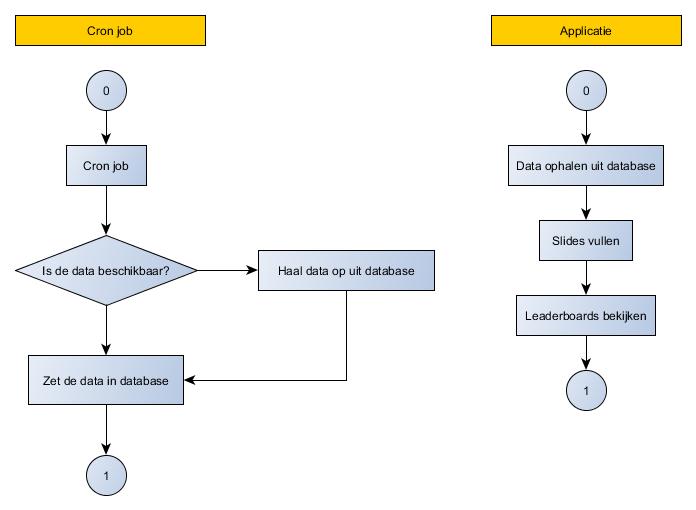 Cron job
0
Cron job
Is de data beschikbaar?
Haal data op uit database
Zet de data in database
1
Applicatie
0
Data ophalen uit database
Slides vullen
Leaderboards bekijken
1